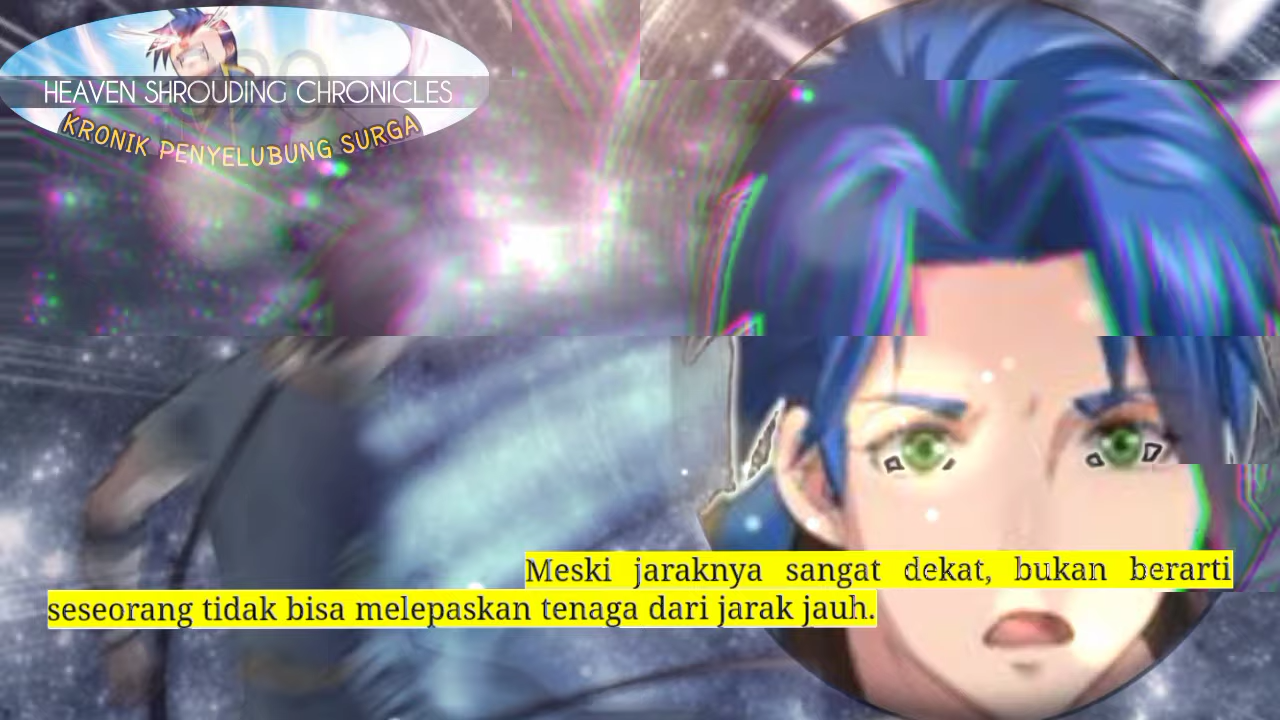 HEAVEN SHROUDING CHRONICLES
KRONIK PENYELUBUNG SURGA
Meski jaraknya sangat dekat, bukan berarti
seseorang tidak bisa melepaskan tenaga dari jarak jauh.